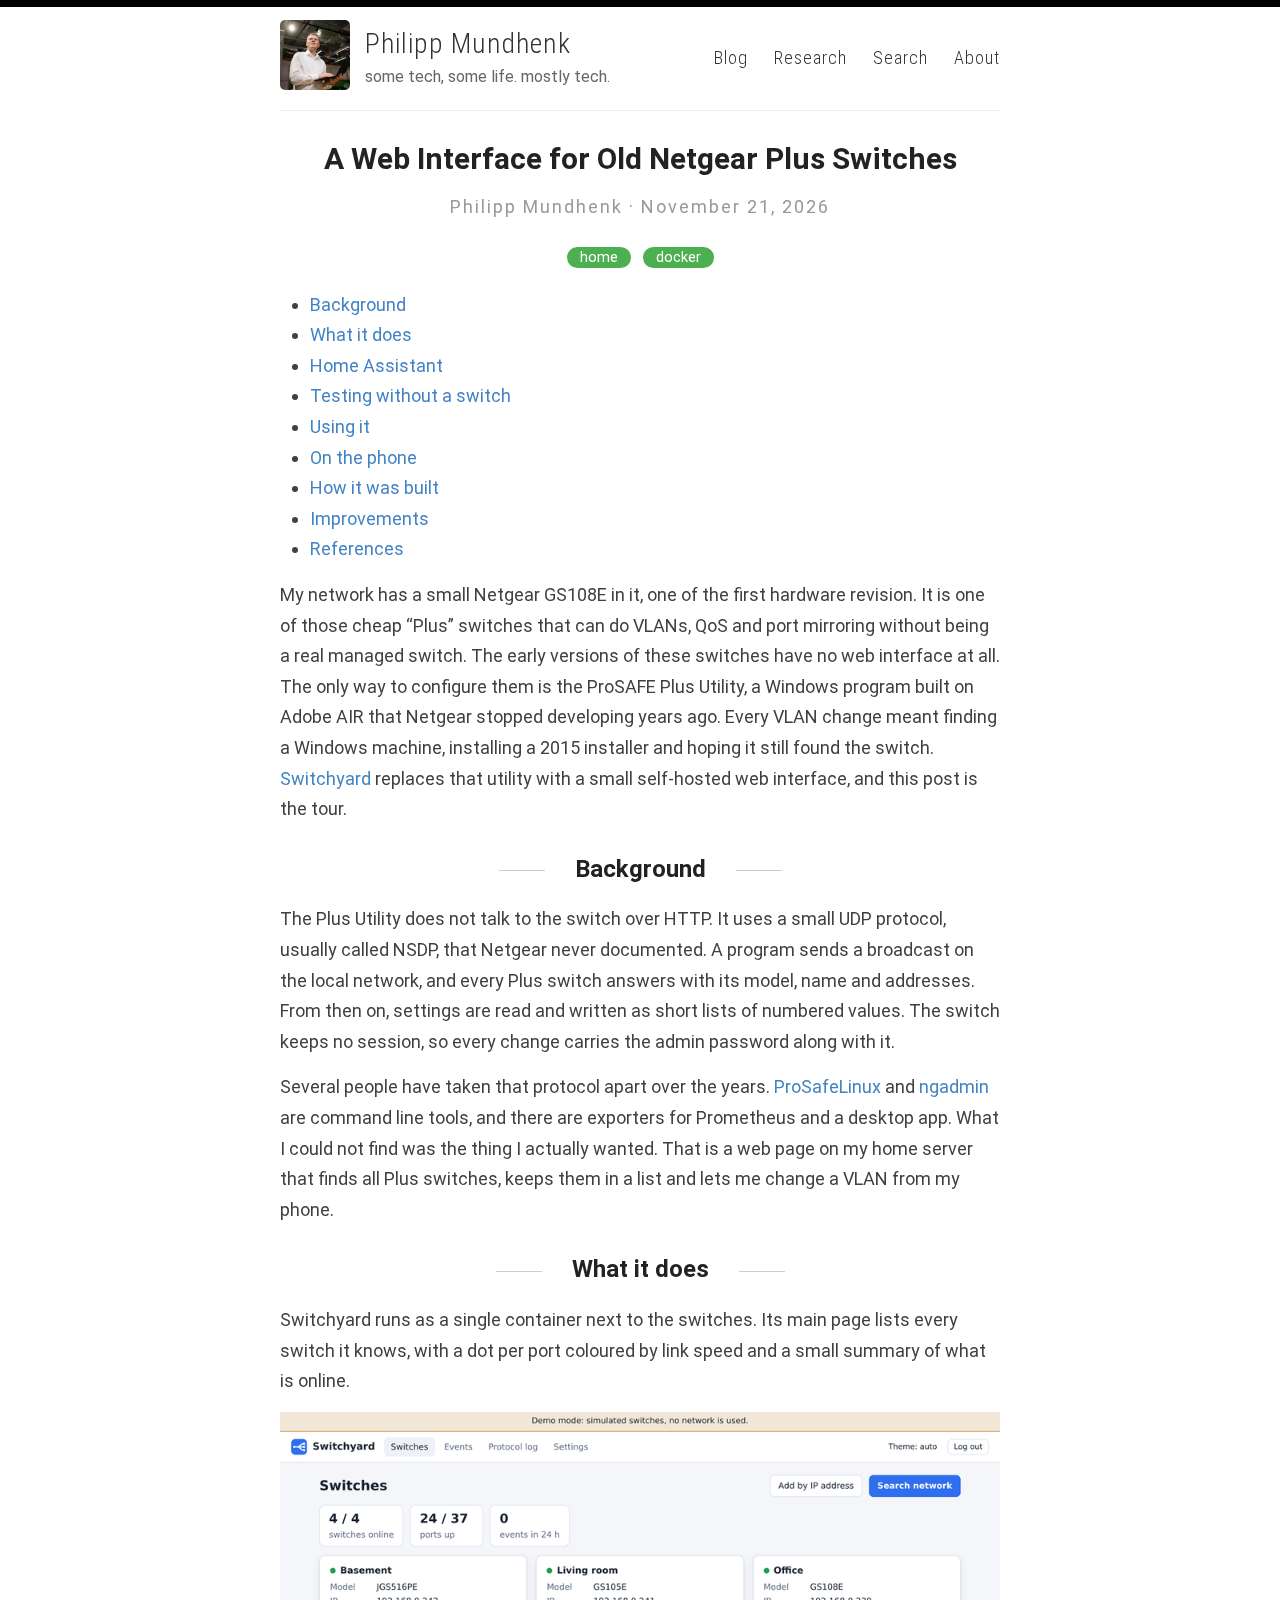 Philipp Mundhenk
some tech, some life. mostly tech.
Blog Research Search About
A Web Interface for Old Netgear Plus Switches
Philipp Mundhenk · November 21, 2026
home docker
Background
What it does
Home Assistant
Testing without a switch
Using it
On the phone
How it was built
Improvements
References
My network has a small Netgear GS108E in it, one of the first hardware revision. It is one
of those cheap “Plus” switches that can do VLANs, QoS and port mirroring without being
a real managed switch. The early versions of these switches have no web interface at all.
The only way to configure them is the ProSAFE Plus Utility, a Windows program built on
Adobe AIR that Netgear stopped developing years ago. Every VLAN change meant finding
a Windows machine, installing a 2015 installer and hoping it still found the switch.
Switchyard replaces that utility with a small self-hosted web interface, and this post is
the tour.
Background
The Plus Utility does not talk to the switch over HTTP. It uses a small UDP protocol,
usually called NSDP, that Netgear never documented. A program sends a broadcast on
the local network, and every Plus switch answers with its model, name and addresses.
From then on, settings are read and written as short lists of numbered values. The switch
keeps no session, so every change carries the admin password along with it.
Several people have taken that protocol apart over the years. ProSafeLinux and ngadmin
are command line tools, and there are exporters for Prometheus and a desktop app. What
I could not find was the thing I actually wanted. That is a web page on my home server
that finds all Plus switches, keeps them in a list and lets me change a VLAN from my
phone.
What it does
Switchyard runs as a single container next to the switches. Its main page lists every
switch it knows, with a dot per port coloured by link speed and a small summary of what
is online.
Demo mode: simulated switches, no network is used.
Switchyard Switches Events Protocol log Settings Theme: auto Log out
Switches Add by IP address Search network
4 / 4 24 / 37 0
switches online ports up events in 24 h
Basement Living room Office
Model JGS516PE Model GS105E Model GS108E